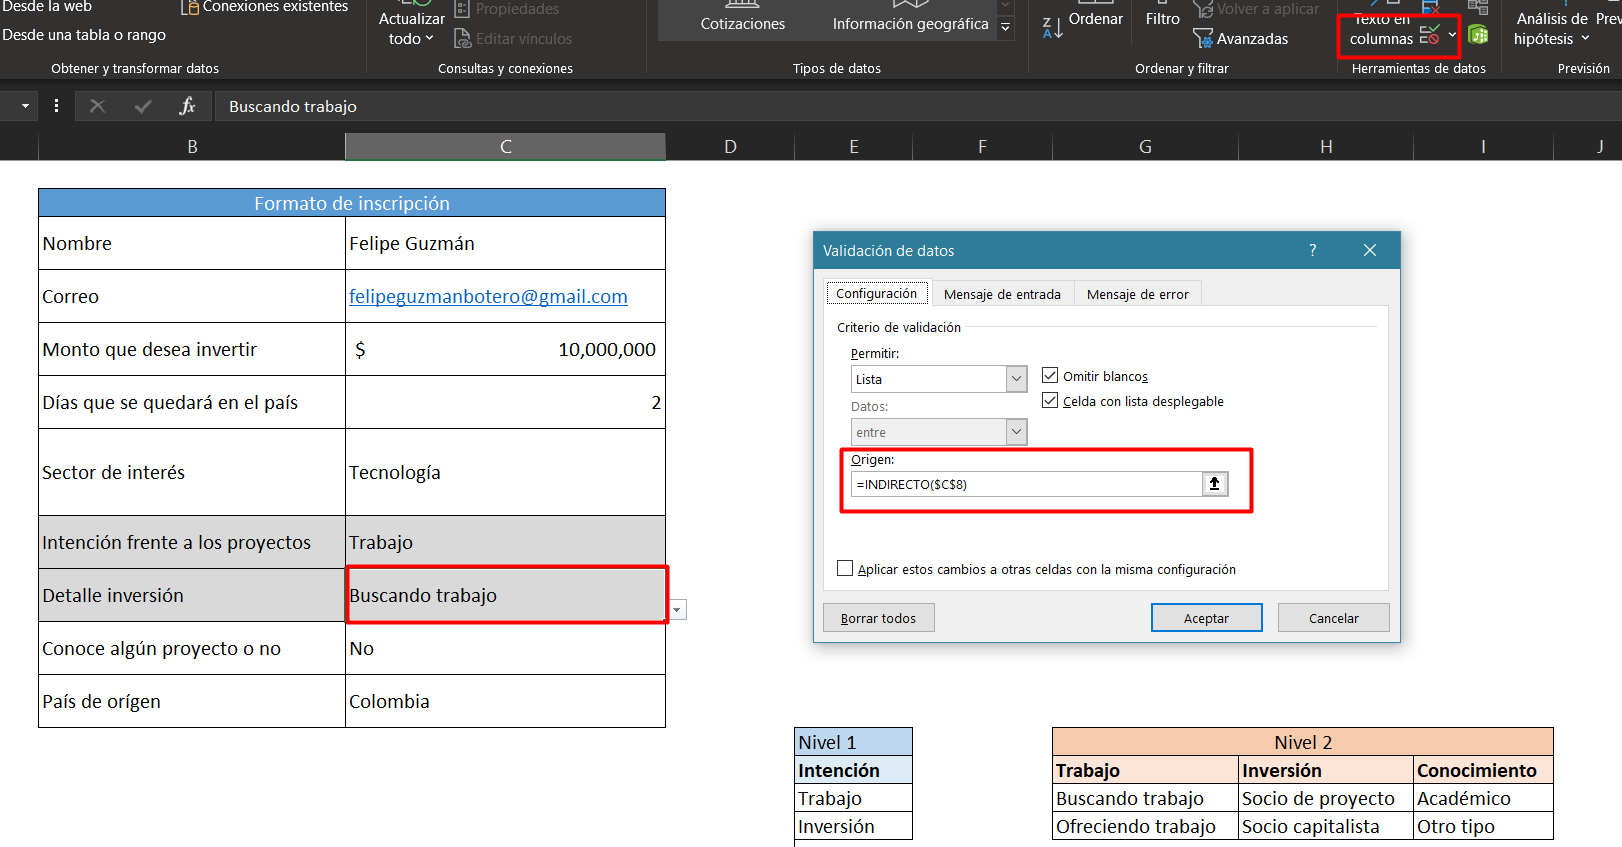 Desde la web
Conexiones existentes
Desde una tabla o rango
Obtener y transformar datos
Actualizar
todo
Propiedades
Editar vínculos
Consultas y conexiones
Cotizaciones
Información geográfica
Tipos de datos
Ordenar
Filtro
Volver a aplicar
Avanzadas
Ordenar y filtrar
Texto en
columnas
Herramientas de datos
Análisis de
hipótesis
Prev
Previsión
fx
Buscando trabajo
B C D E F G H I J
Formato de inscripción
Nombre Felipe Guzmán
Correo felipeguzmanbotero@gmail.com
Monto que desea invertir $ 10,000,000
Días que se quedará en el país 2
Sector de interés Tecnología
Intención frente a los proyectos Trabajo
Detalle inversión Buscando trabajo
Conoce algún proyecto o no No
País de orígen Colombia
Validación de datos ?
Configuración Mensaje de entrada Mensaje de error
Criterio de validación
Permitir:
Lista
Omitir blancos
Celda con lista desplegable
Datos:
entre
Origen:
=INDIRECTO($C$8)
Aplicar estos cambios a otras celdas con la misma configuración
Borrar todos Aceptar Cancelar
Nivel 1
Intención
Trabajo
Inversión
Nivel 2
Trabajo Inversión Conocimiento
Buscando trabajo Socio de proyecto Académico
Ofreciendo trabajo Socio capitalista Otro tipo